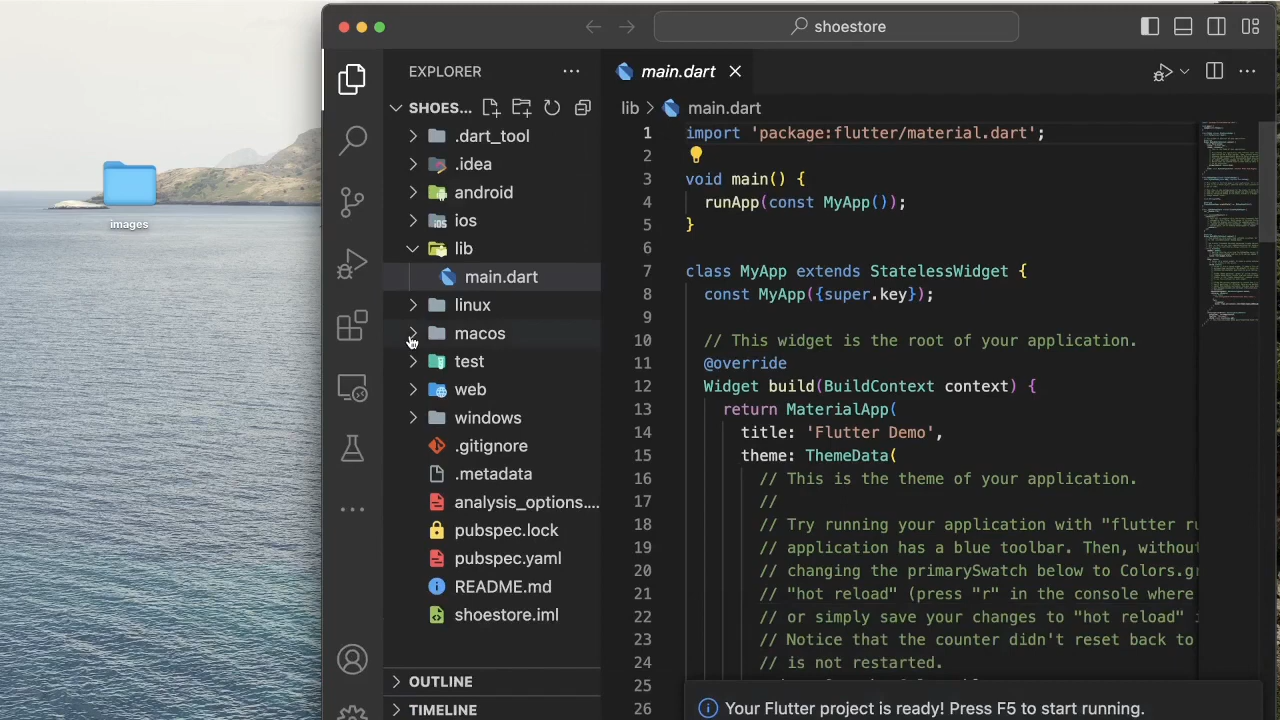 shoestore
EXPLORER
main.dart
SHOES...
lib
main.dart
.dart_tool
.idea
android
ios
lib
main.dart
linux
macos
test
web
windows
.gitignore
.metadata
analysis_options....
pubspec.lock
pubspec.yaml
README.md
shoestore.iml
OUTLINE
TIMELINE
images
1 import 'package:flutter/material.dart';
2
3 void main() {
4 runApp(const MyApp());
5 }
6
7 class MyApp extends StatelessWidget {
8 const MyApp({super.key});
9
10 // This widget is the root of your application.
11 @override
12 Widget build(BuildContext context) {
13 return MaterialApp(
14 title: 'Flutter Demo',
15 theme: ThemeData(
16 // This is the theme of your application.
17 //
18 // Try running your application with "flutter ru
19 // application has a blue toolbar. Then, without
20 // changing the primarySwatch below to Colors.gr
21 // "hot reload" (press "r" in the console where
22 // or simply save your changes to "hot reload" i
23 // Notice that the counter didn't reset back to
24 // is not restarted.
25
26
Your Flutter project is ready! Press F5 to start running.